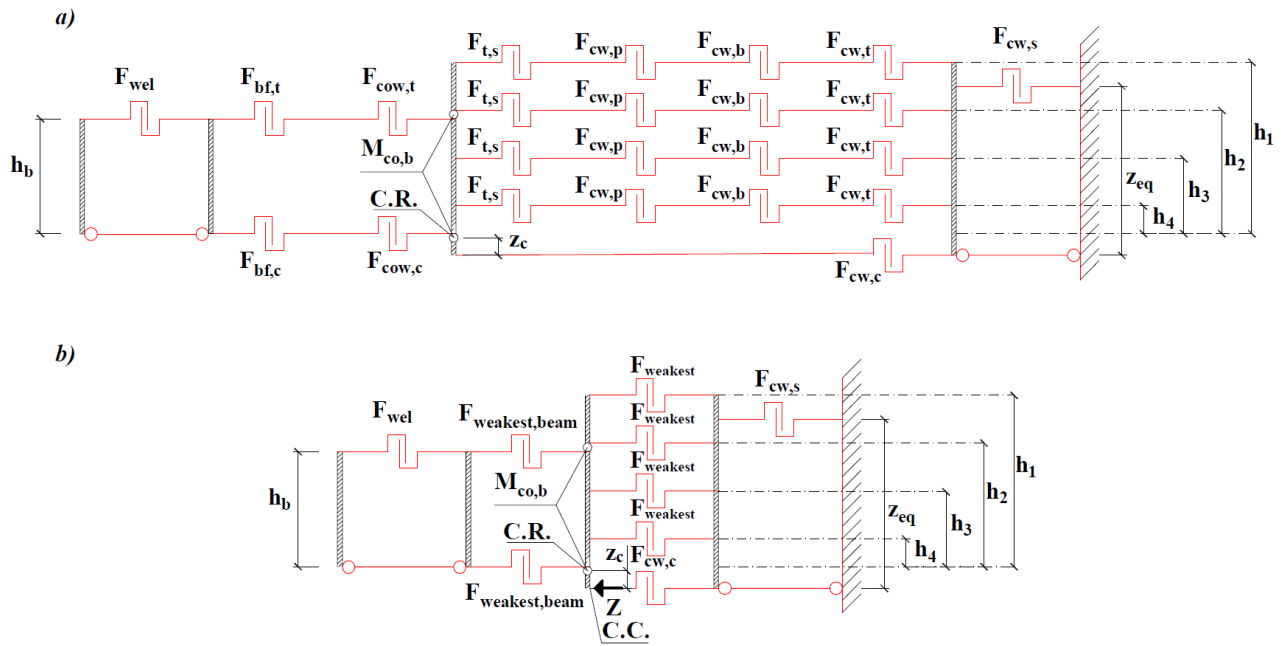 a)
F_cw,s
F_t,s F_cw,p F_cw,b F_cw,t
F_wel F_bf,t F_cow,t
F_t,s F_cw,p F_cw,b F_cw,t
h_b
M_co,b
F_t,s F_cw,p F_cw,b F_cw,t
h_1
h_2
z_eq
h_3
C.R.
F_t,s F_cw,p F_cw,b F_cw,t
h_4
z_c
F_bf,c F_cow,c
F_cw,c
b)
F_weakest
F_cw,s
F_wel F_weakest,beam
F_weakest
h_b
M_co,b
F_weakest
h_1
h_2
z_eq
h_3
F_weakest
C.R.
h_4
z_c F_cw,c
F_weakest,beam
Z
C.C.